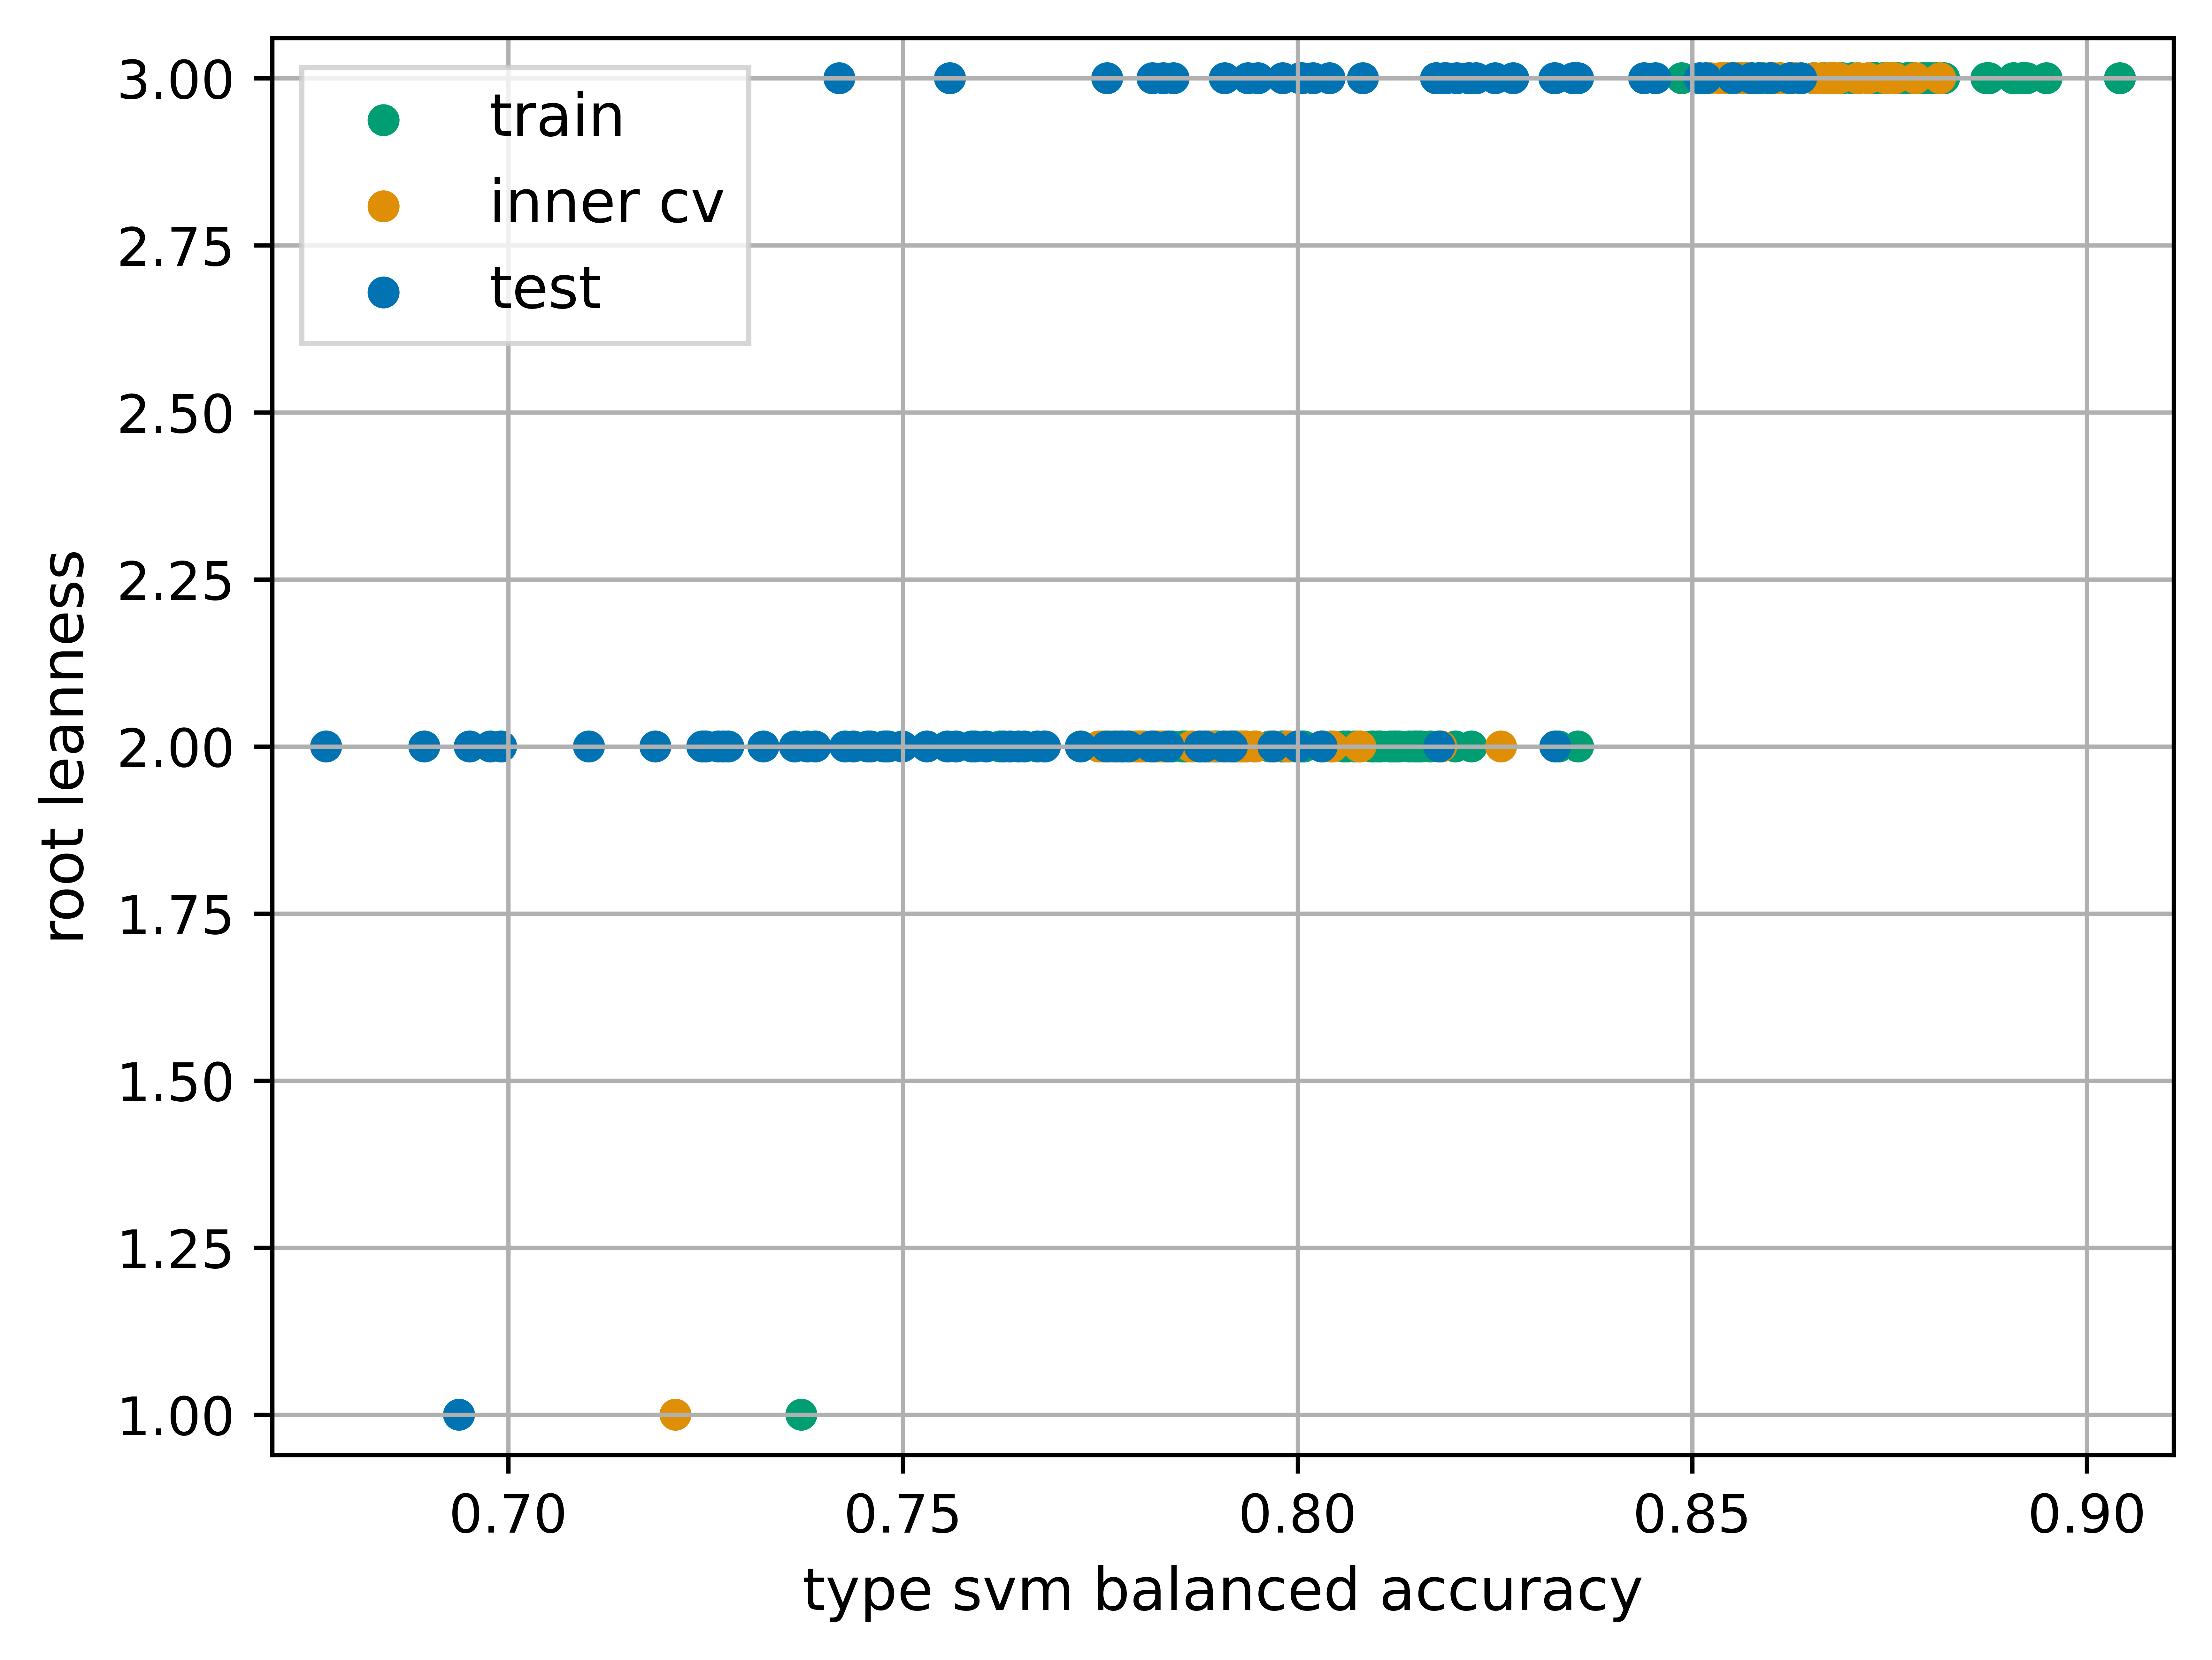 3.00
2.75
2.50
2.25
2.00
1.75
1.50
1.25
1.00
root leanness
train
inner cv
test
0.70 0.75 0.80 0.85 0.90
type svm balanced accuracy